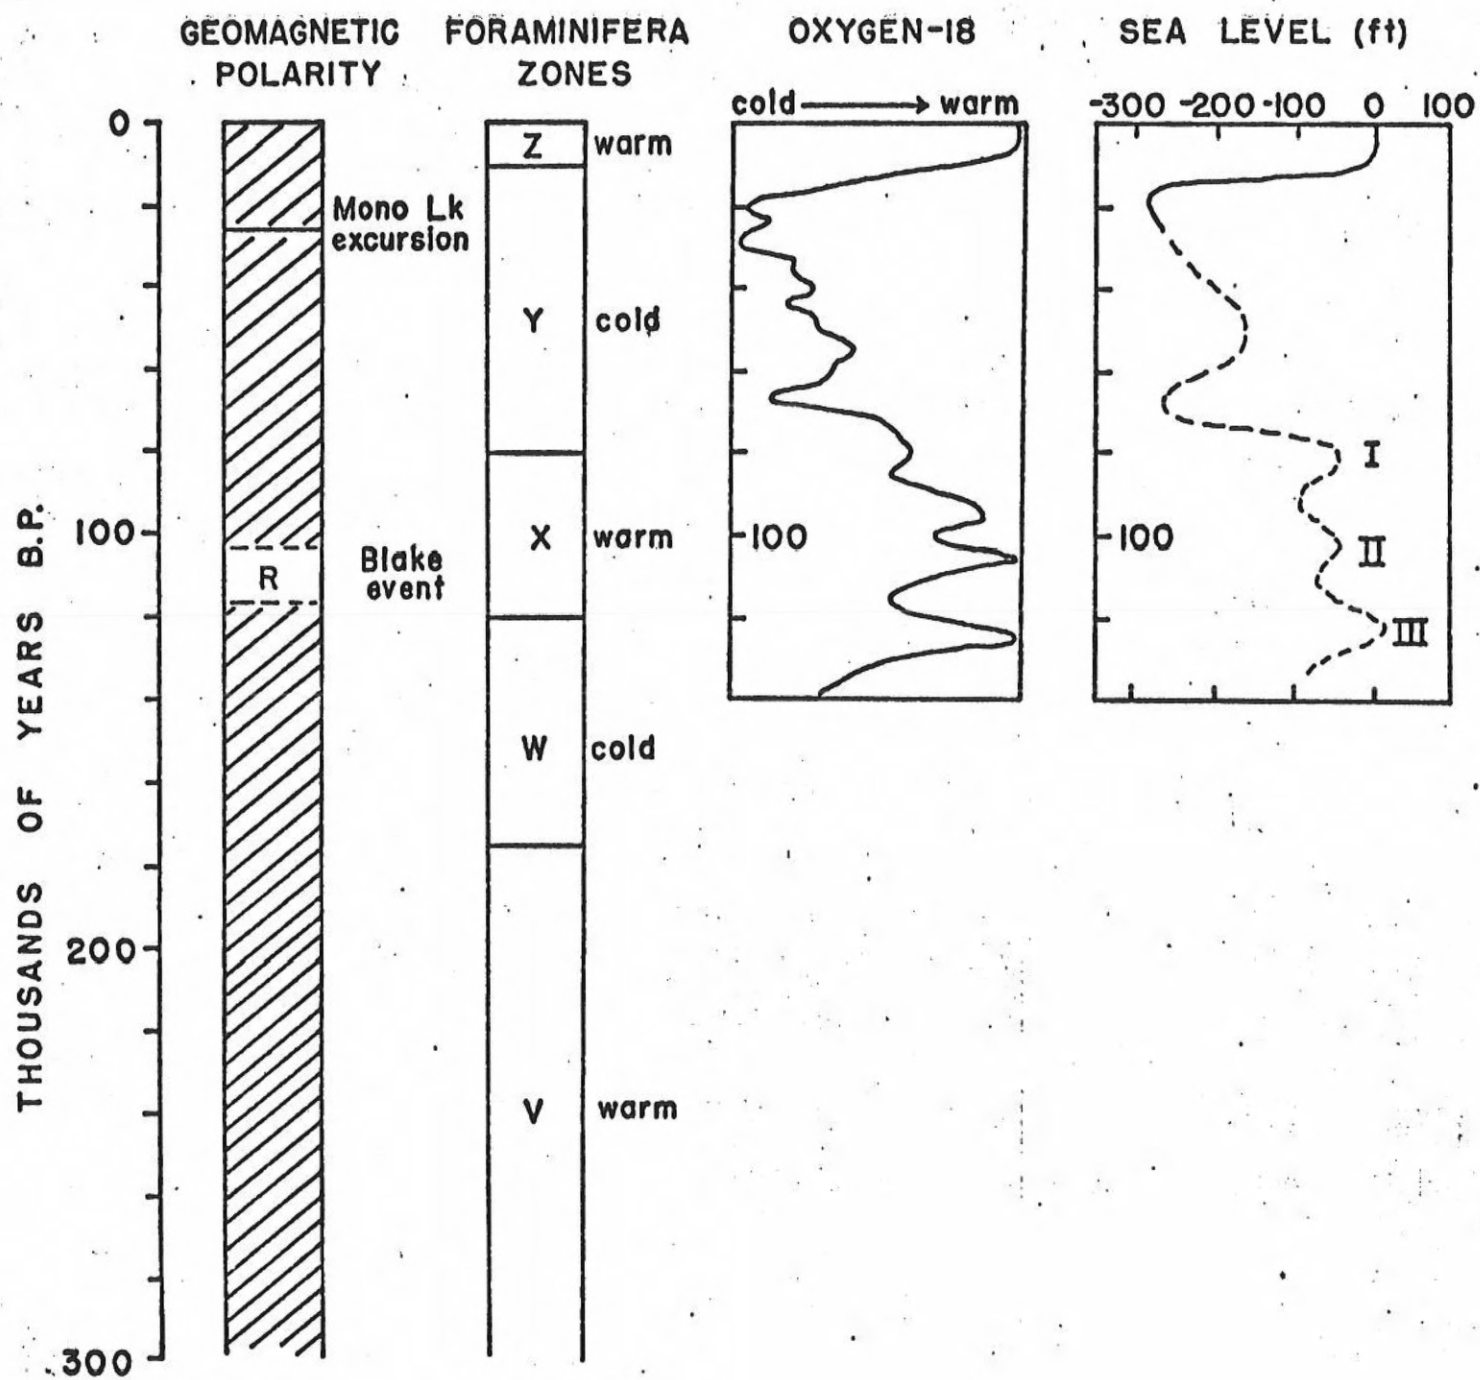 GEOMAGNETIC POLARITY
FORAMINIFERA ZONES
OXYGEN-18
SEA LEVEL (ft)
cold warm
-300 -200 -100 0 100
THOUSANDS OF YEARS B.P.
0
100
200
300
Mono Lk
excursion
R
Blake
event
Z warm
Y cold
X warm
W cold
V warm
100
100
I
II
III